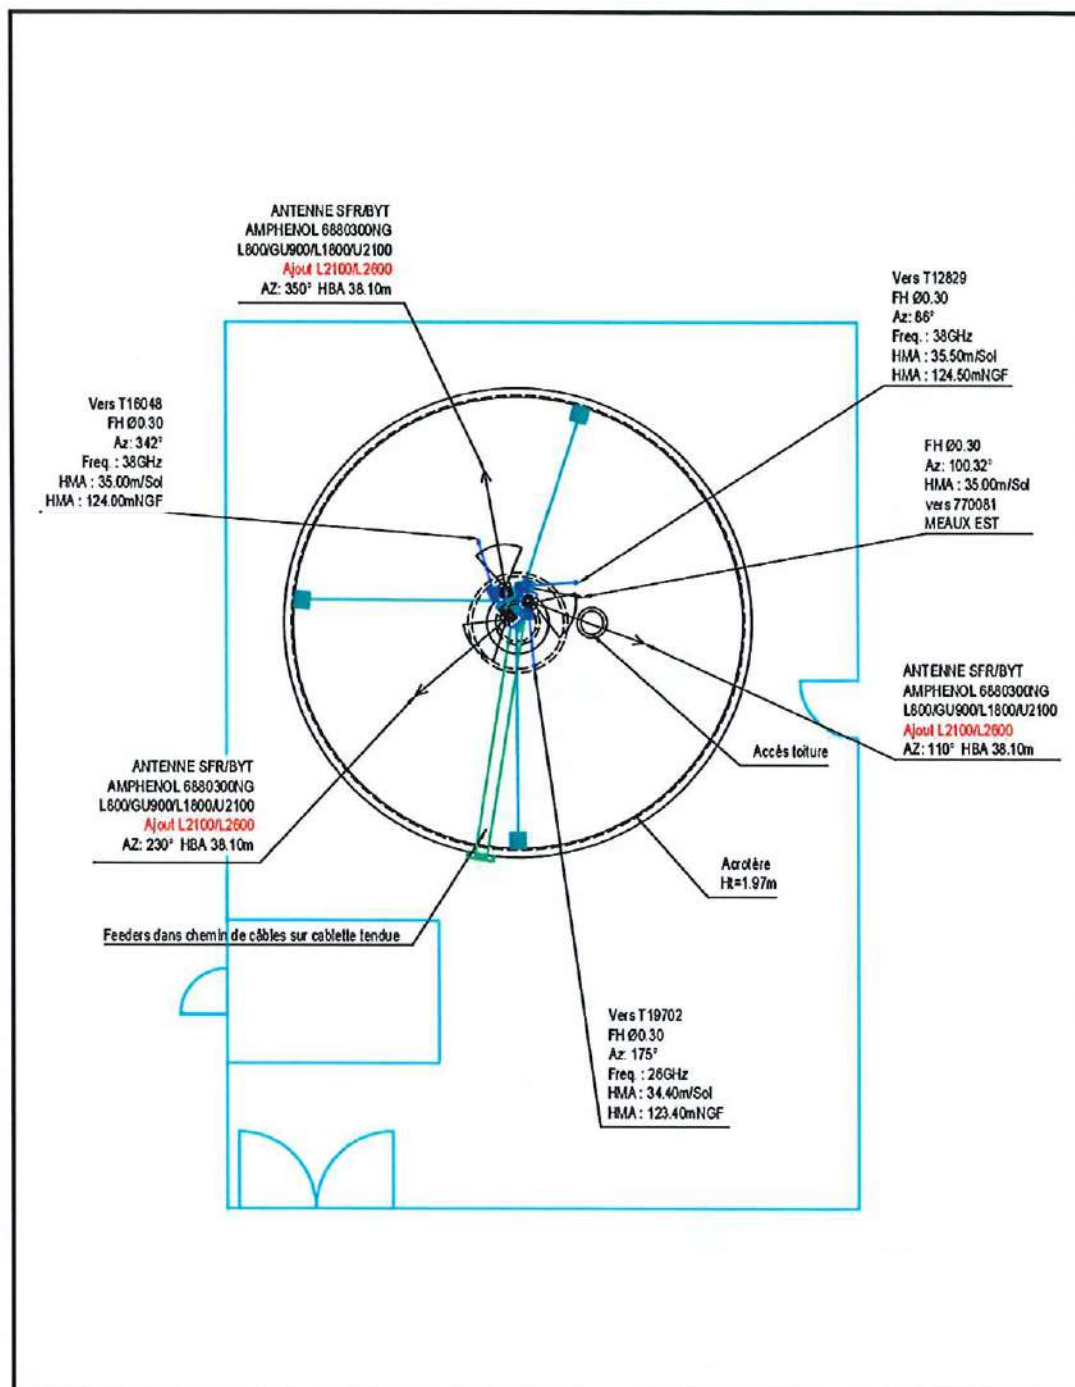 ANTENNE SFR/BYT
AMPHENOL 6880300NG
L800/GU900/L1800/U2100
Ajout L2100/L2600
AZ: 350° HBA 38.10m
Vers T12829
FH Ø0.30
Az: 86°
Freq. : 38GHz
HMA : 35.50m/Sol
HMA : 124.50mNGF
Vers T16048
FH Ø0.30
Az: 342°
Freq. : 38GHz
HMA : 35.00m/Sol
HMA : 124.00mNGF
FH Ø0.30
Az: 100.32°
HMA : 35.00m/Sol
vers 770081
MEAUX EST
ANTENNE SFR/BYT
AMPHENOL 6880300NG
L800/GU900/L1800/U2100
Ajout L2100/L2600
AZ: 110° HBA 38.10m
Accès toiture
ANTENNE SFR/BYT
AMPHENOL 6880300NG
L800/GU900/L1800/U2100
Ajout L2100/L2600
AZ: 230° HBA 38.10m
Acrotère
Ht=1.97m
Feeders dans chemin de câbles sur cablette tendue
Vers T19702
FH Ø0.30
Az: 175°
Freq. : 26GHz
HMA : 34.40m/Sol
HMA : 123.40mNGF